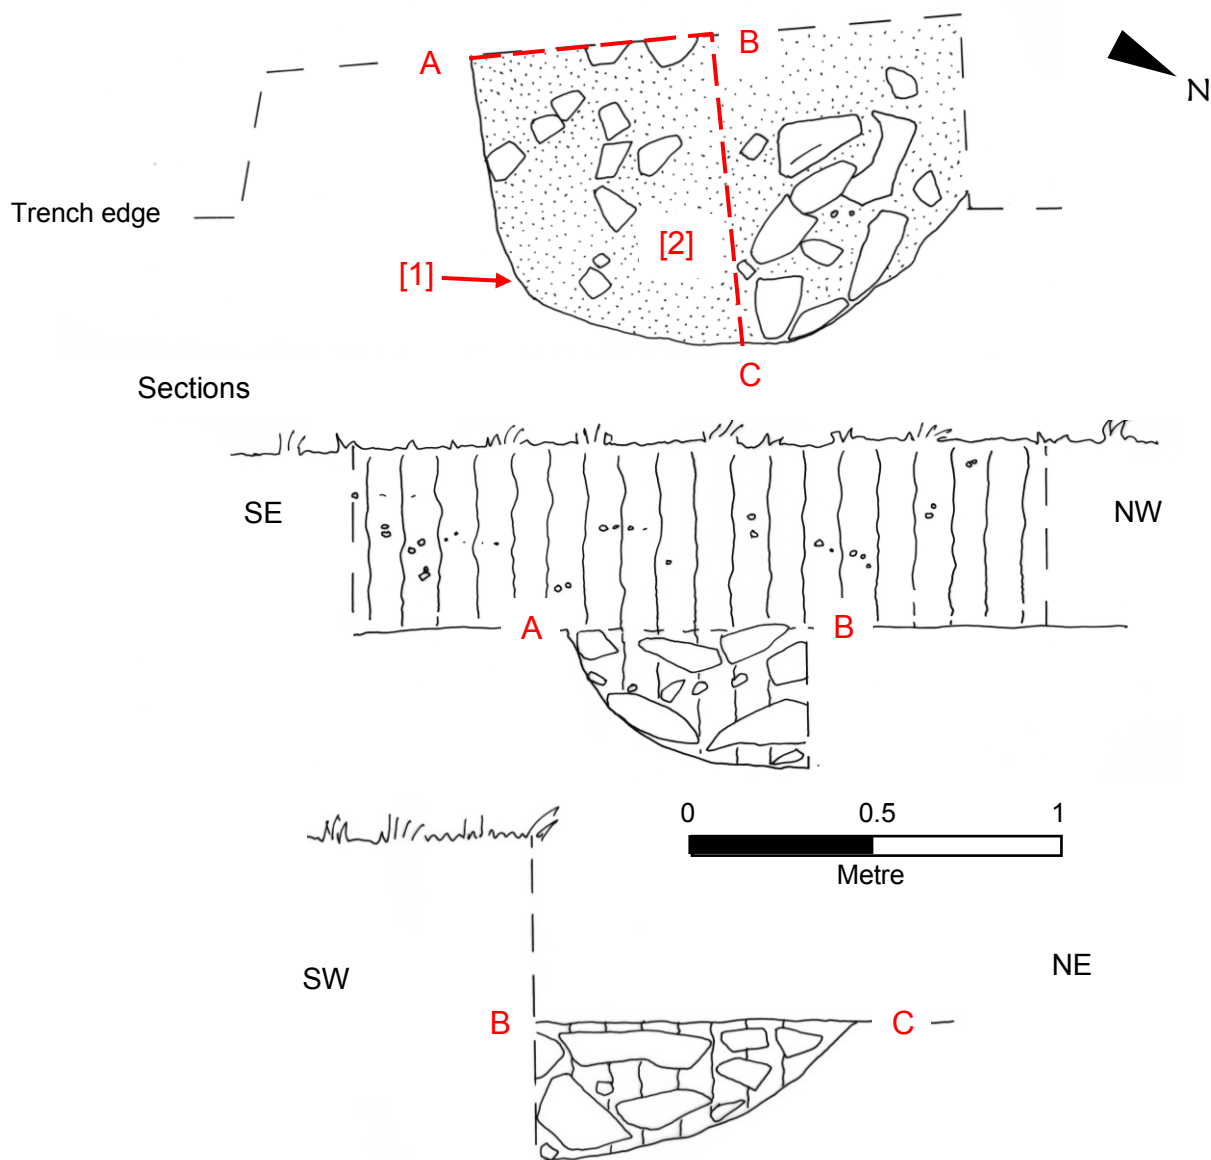 A
B
N
Trench edge
[2]
[1]
C
Sections
SE
NW
A
B
0 0.5 1
Metre
SW
NE
B
C